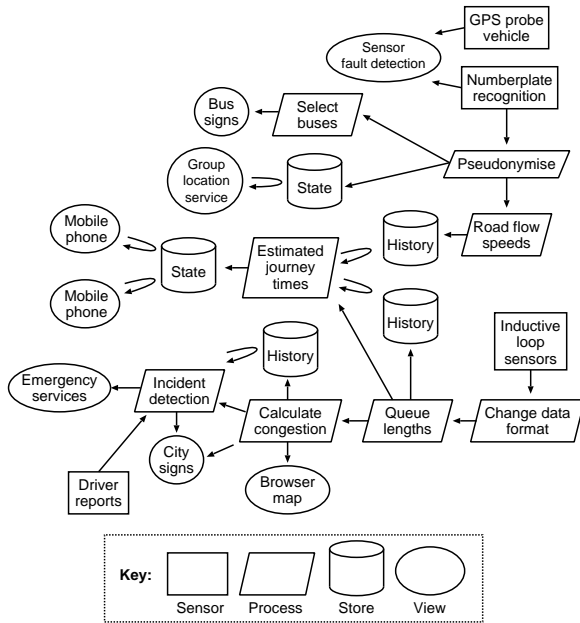 GPS probe
vehicle
Sensor
fault detection
Numberplate
recognition
Bus
signs
Select
buses
Pseudonymise
Group
location
service
State
Mobile
phone
Estimated
journey
times
History
Road flow
speeds
State
Mobile
phone
History
Inductive
loop
sensors
History
Emergency
services
Incident
detection
Calculate
congestion
Queue
lengths
Change data
format
City
signs
Driver
reports
Browser
map
Key:
Sensor
Process
Store
View